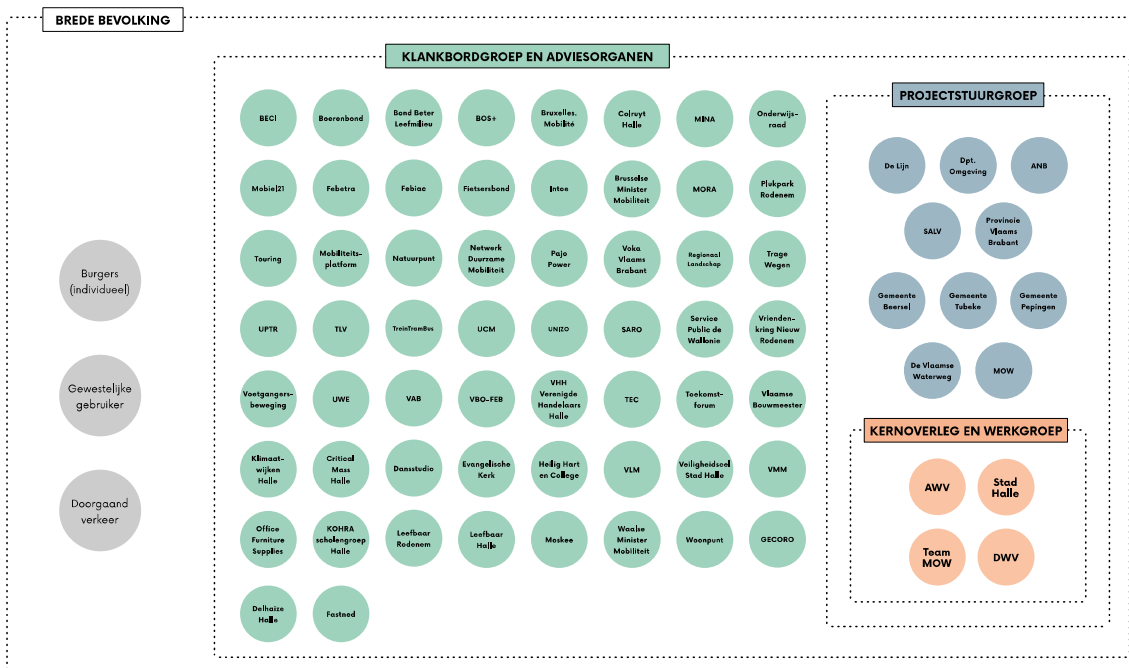 BREDE BEVOLKING
KLANKBORDGROEP EN ADVIESORGANEN
BECI
Boerenbond
Bond Beter
Leefmilieu
BOS+
Bruxelles.
Mobilité
Colruyt
Halle
MINA
Onderwijs-
raad
Mobiel21
Febetra
Febiac
Fietsersbond
Intoe
Brusselse
Minister
Mobiliteit
MORA
Plukpark
Rodenem
Touring
Mobiliteits-
platform
Natuurpunt
Netwerk
Duurzame
Mobiliteit
Pajo
Power
Voka
Vlaams
Brabant
Regionaal
Landschap
Trage
Wegen
UPTR
TLV
TreinTramBus
UCM
UNIZO
SARO
Service
Public de
Wallonie
Vrienden-
kring Nieuw
Rodenem
Voetgangers-
beweging
UWE
VAB
VBO-FEB
VHH
Verenigde
Handelaars
Halle
TEC
Toekomst-
forum
Vlaamse
Bouwmeester
Klimaat-
wijken
Halle
Critical
Mass
Halle
Dansstudio
Evangelische
Kerk
Heilig Hart
en College
VLM
Veiligheidscel
Stad Halle
VMM
Office
Furniture
Supplies
KOHRA
scholengroep
Halle
Leefbaar
Rodenem
Leefbaar
Halle
Moskee
Waalse
Minister
Mobiliteit
Woonpunt
GECORO
Delhaize
Halle
Fastned
Burgers
(individueel)
Gewestelijke
gebruiker
Doorgaand
verkeer
PROJECTSTUURGROEP
De Lijn
Dpt.
Omgeving
ANB
SALV
Provincie
Vlaams
Brabant
Gemeente
Beersel
Gemeente
Tubeke
Gemeente
Pepingen
De Vlaamse
Waterweg
MOW
KERNOVERLEG EN WERKGROEP
AWV
Stad
Halle
Team
MOW
DWV